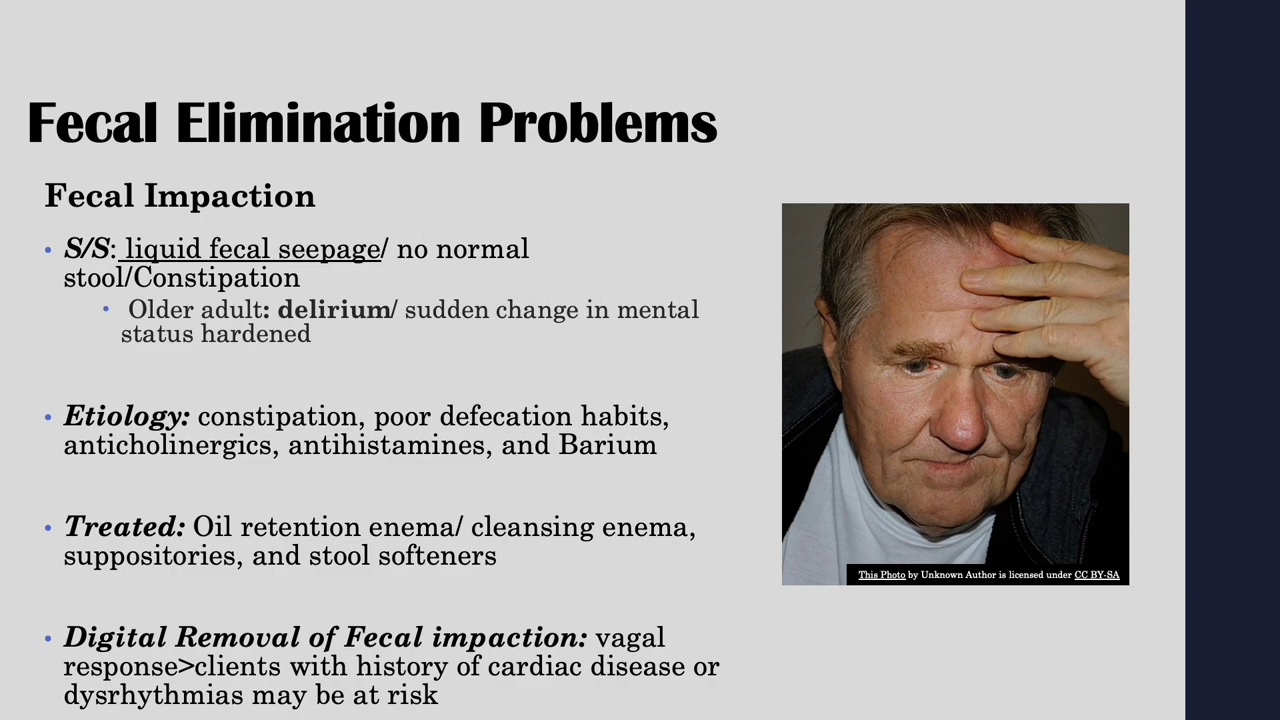 Fecal Elimination Problems
Fecal Impaction
• S/S: liquid fecal seepage/ no normal
stool/Constipation
• Older adult: delirium/ sudden change in mental
status hardened
• Etiology: constipation, poor defecation habits,
anticholinergics, antihistamines, and Barium
• Treated: Oil retention enema/ cleansing enema,
suppositories, and stool softeners
• Digital Removal of Fecal impaction: vagal
response>clients with history of cardiac disease or
dysrhythmias may be at risk
This Photo by Unknown Author is licensed under CC BY-SA